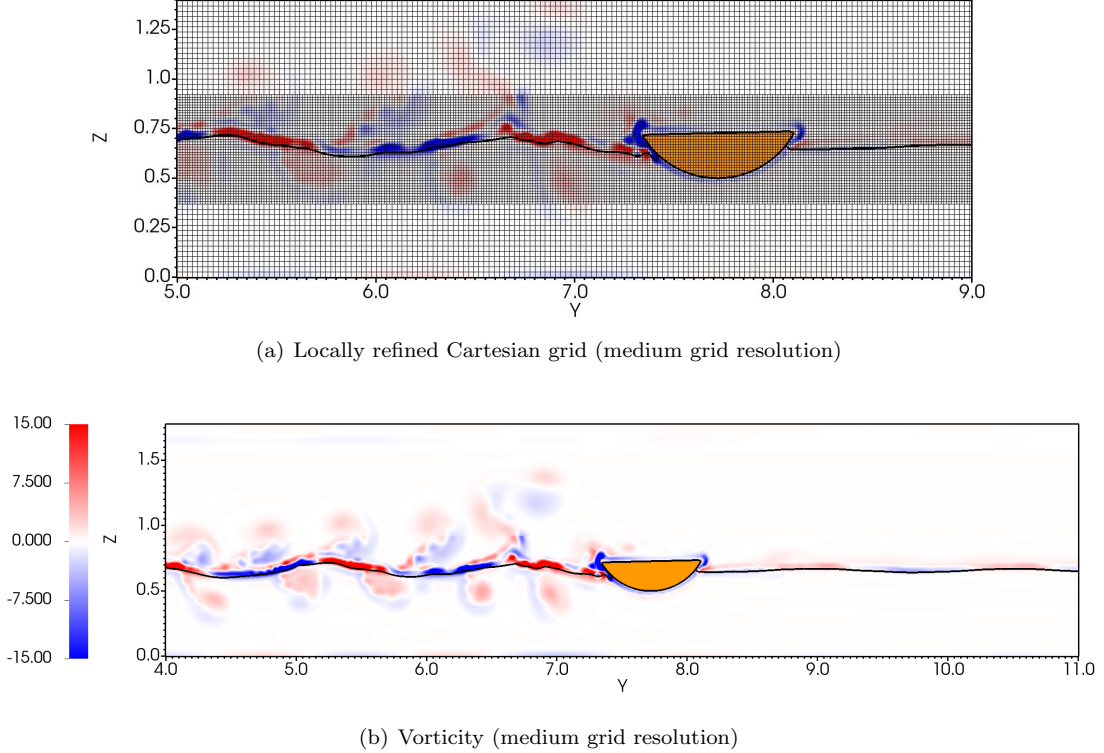 1.25
1.0
0.75
0.5
0.25
0.0
Z
5.0 6.0 7.0 8.0 9.0
Y
(a) Locally refined Cartesian grid (medium grid resolution)
15.00
7.500
0.000
-7.500
-15.00
1.5
1.0
0.5
0.0
Z
4.0 5.0 6.0 7.0 8.0 9.0 10.0 11.0
Y
(b) Vorticity (medium grid resolution)